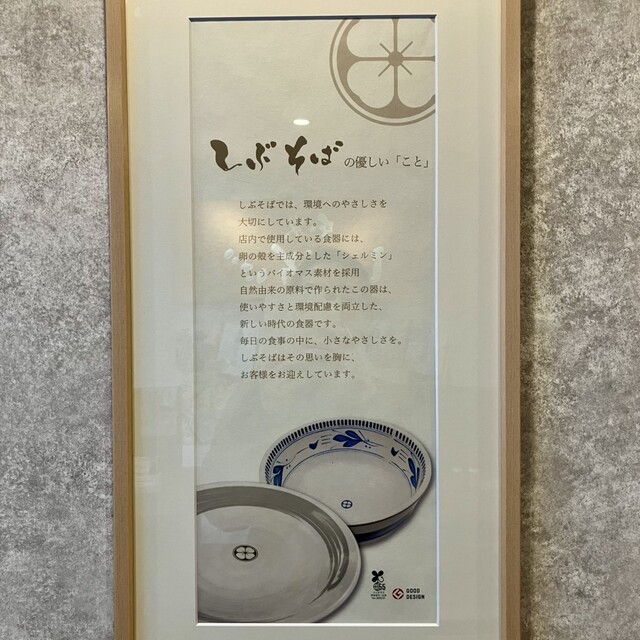 しぶそばの優しい「こと」
しぶそばでは、環境へのやさしさを
大切にしています。
店内で使用している食器には、
卵の殻を主成分とした「シェルミン」
というバイオマス素材を採用
自然由来の原料で作られたこの器は、
使いやすさと環境配慮を両立した、
新しい時代の食器です。
毎日の食事の中に、小さなやさしさを。
しぶそばはその思いを胸に、
お客様をお迎えしています。
GOOD
DESIGN